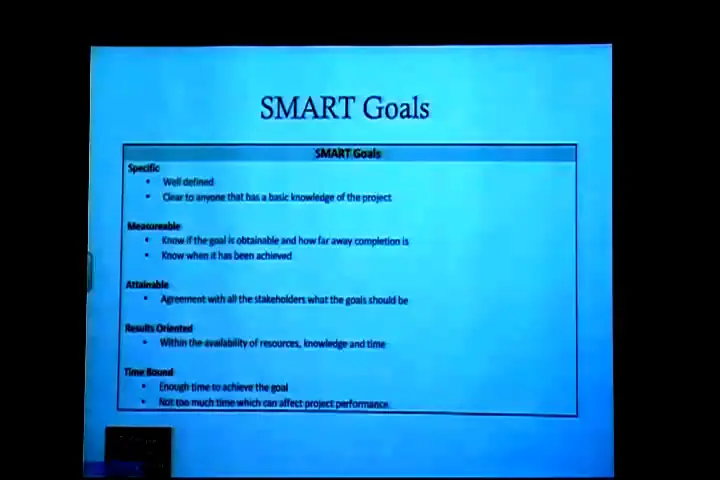 SMART Goals
SMART Goals
Specific
• Well defined
• Clear to anyone that has a basic knowledge of the project
Measureable
• Know if the goal is obtainable and how far away completion is
• Know when it has been achieved
Attainable
• Agreement with all the stakeholders what the goals should be
Results Oriented
• Within the availability of resources, knowledge and time
Time Bound
• Enough time to achieve the goal
• Not too much time which can affect project performance